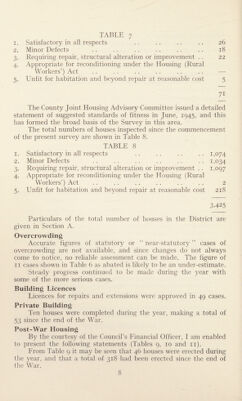 TABLE 7
1. Satisfactory in all respects .. .. .. .. 26
2. Minor Defects .. .. .. .. .. 18
3. Requiring repair, structural alteration or improvement .. 22
4. Appropriate for reconditioning under the Housing (Rural
Workers') Act .. .. .. .. .. —
5. Unfit for habitation and beyond repair at reasonable cost 5
71
The County Joint Housing Advisory Committee issued a detailed
statement of suggested standards of fitness in June, 1945, and this
has formed the broad basis of the Survey in this area.
The total numbers of houses inspected since the commencement
of the present survey are shown in Table 8.
TABLE 8
1. Satisfactory in all respects .. .. .. .. 1,074
2. Minor Defects .. .. .. .. .. 1,034
3. Requiring repair, structural alteration or improvement .. 1,097
4. Appropriate for reconditioning under the Housing (Rural
Workers') Act .. .. .. .. .. 2
5. Unfit for habitation and beyond repair at reasonable cost 218
3,425
Particulars of the total number of houses in the District are
given in Section A.
Overcrowding
Accurate figures of statutory or "near-statutory" cases of
overcrowding are not available, and since changes do not always
come to notice, no reliable assessment can be made. The figure of
11 cases shown in Table 6 as abated is likely to be an under-estimate.
Steady progress continued to be made during the year with
some of the more serious cases.
Building Licences
Licences for repairs and extensions were approved in 49 cases.
Private Building
Ten houses were completed during the year, making a total of
53 since the end of the War.
Post-War Housing
By the courtesy of the Council's Financial Officer, I am enabled
to present the following statements (Tables 9, 10 and 11).
From Table 9 it may be seen that 46 houses were erected during
the year, and that a total of 318 had been erected since the end of
the War.
8